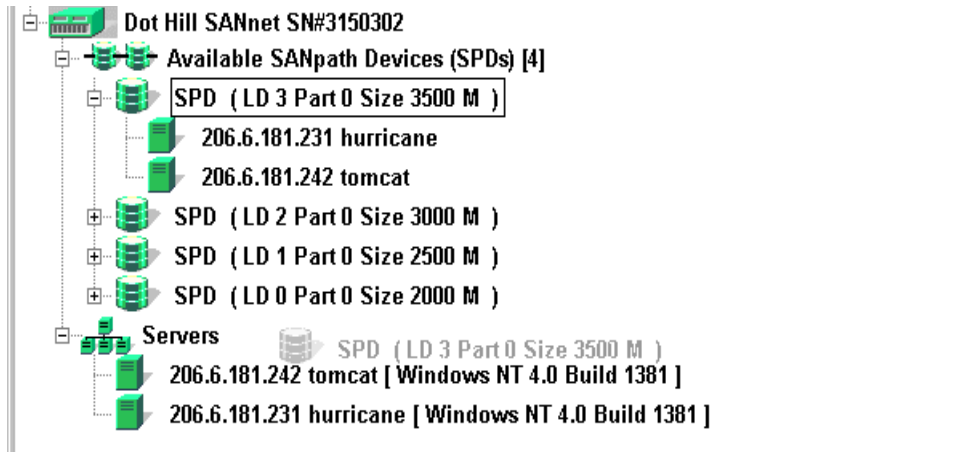 Dot Hill SANnet SN#3150302
Available SANpath Devices (SPDs) [4]
SPD ( LD 3 Part 0 Size 3500 M )
206.6.181.231 hurricane
206.6.181.242 tomcat
SPD ( LD 2 Part 0 Size 3000 M )
SPD ( LD 1 Part 0 Size 2500 M )
SPD ( LD 0 Part 0 Size 2000 M )
Servers
SPD ( LD 3 Part 0 Size 3500 M )
206.6.181.242 tomcat [ Windows NT 4.0 Build 1381 ]
206.6.181.231 hurricane [ Windows NT 4.0 Build 1381 ]